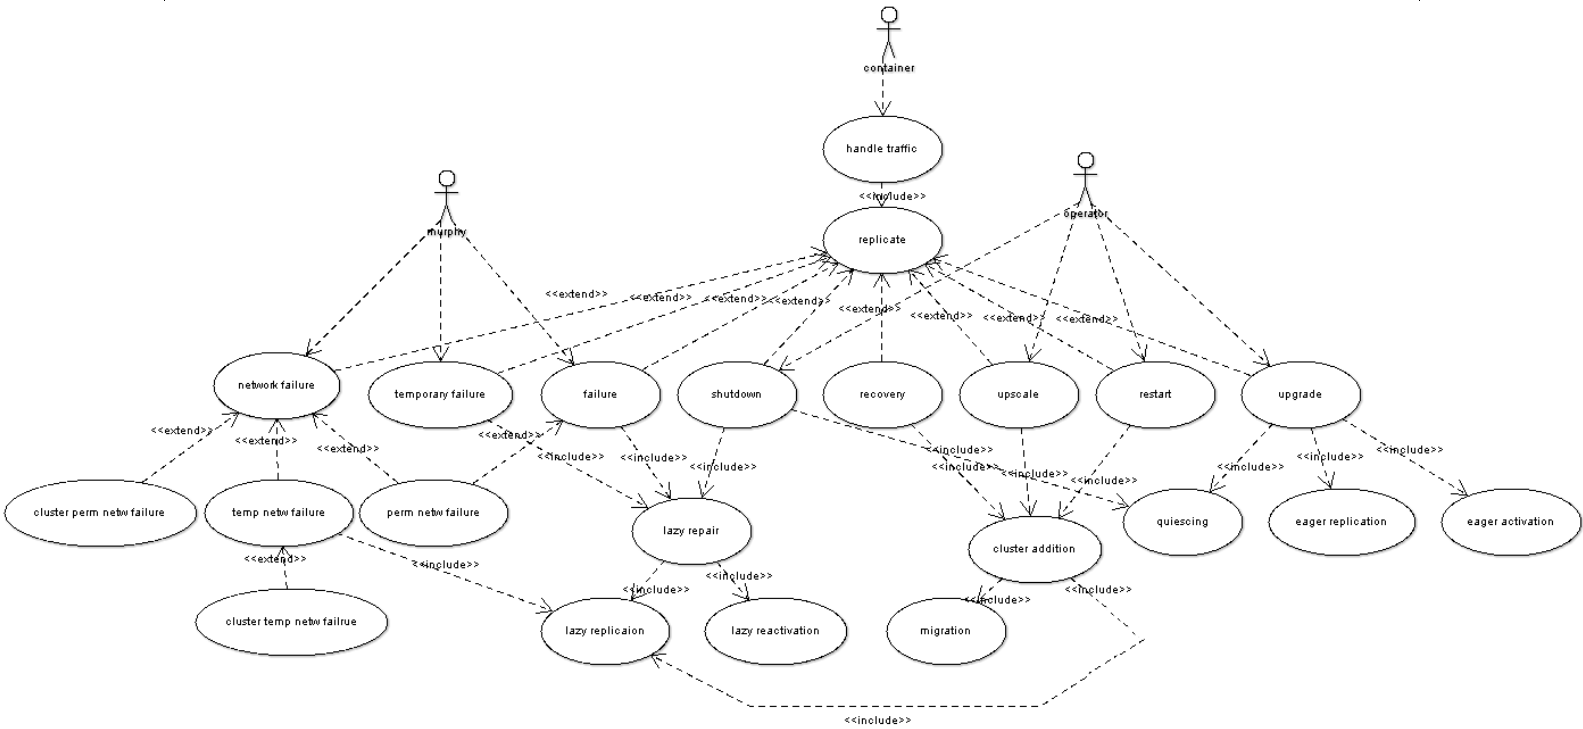 container
handle traffic
<<include>>
operator
murphy
replicate
<<extend>>
<<extend>>
<<extend>>
<<extend>>
<<extend>>
<<extend>>
<<extend>>
<<extend>>
network failure
temporary failure
failure
shutdown
recovery
upscale
restart
upgrade
<<extend>>
<<extend>>
<<extend>>
<<extend>>
<<include>>
<<include>>
<<include>>
<<include>>
<<include>>
<<include>>
<<include>>
<<include>>
<<include>>
<<include>>
cluster perm netw failure
temp netw failure
perm netw failure
lazy repair
cluster addition
quiescing
eager replication
eager activation
<<extend>>
<<include>>
<<include>>
<<include>>
<<include>>
<<include>>
cluster temp netw failrue
lazy replicaion
lazy reactivation
migration
<<include>>